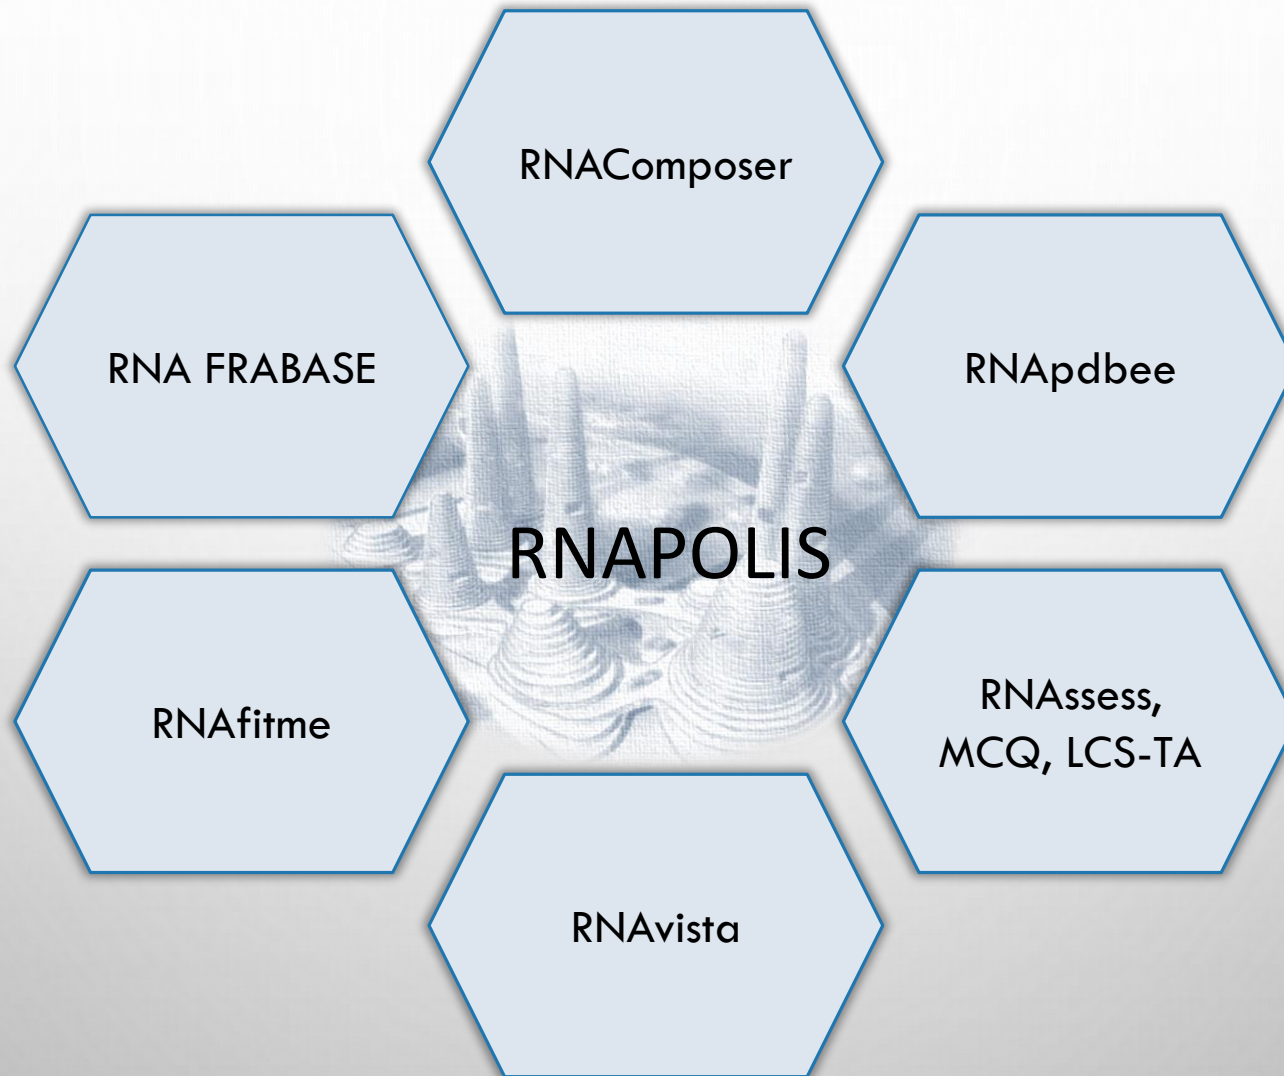 RNAComposer
RNA FRABASE
RNApdbee
RNAPOLIS
RNAfitme
RNAssess,
MCQ, LCS-TA
RNAvista